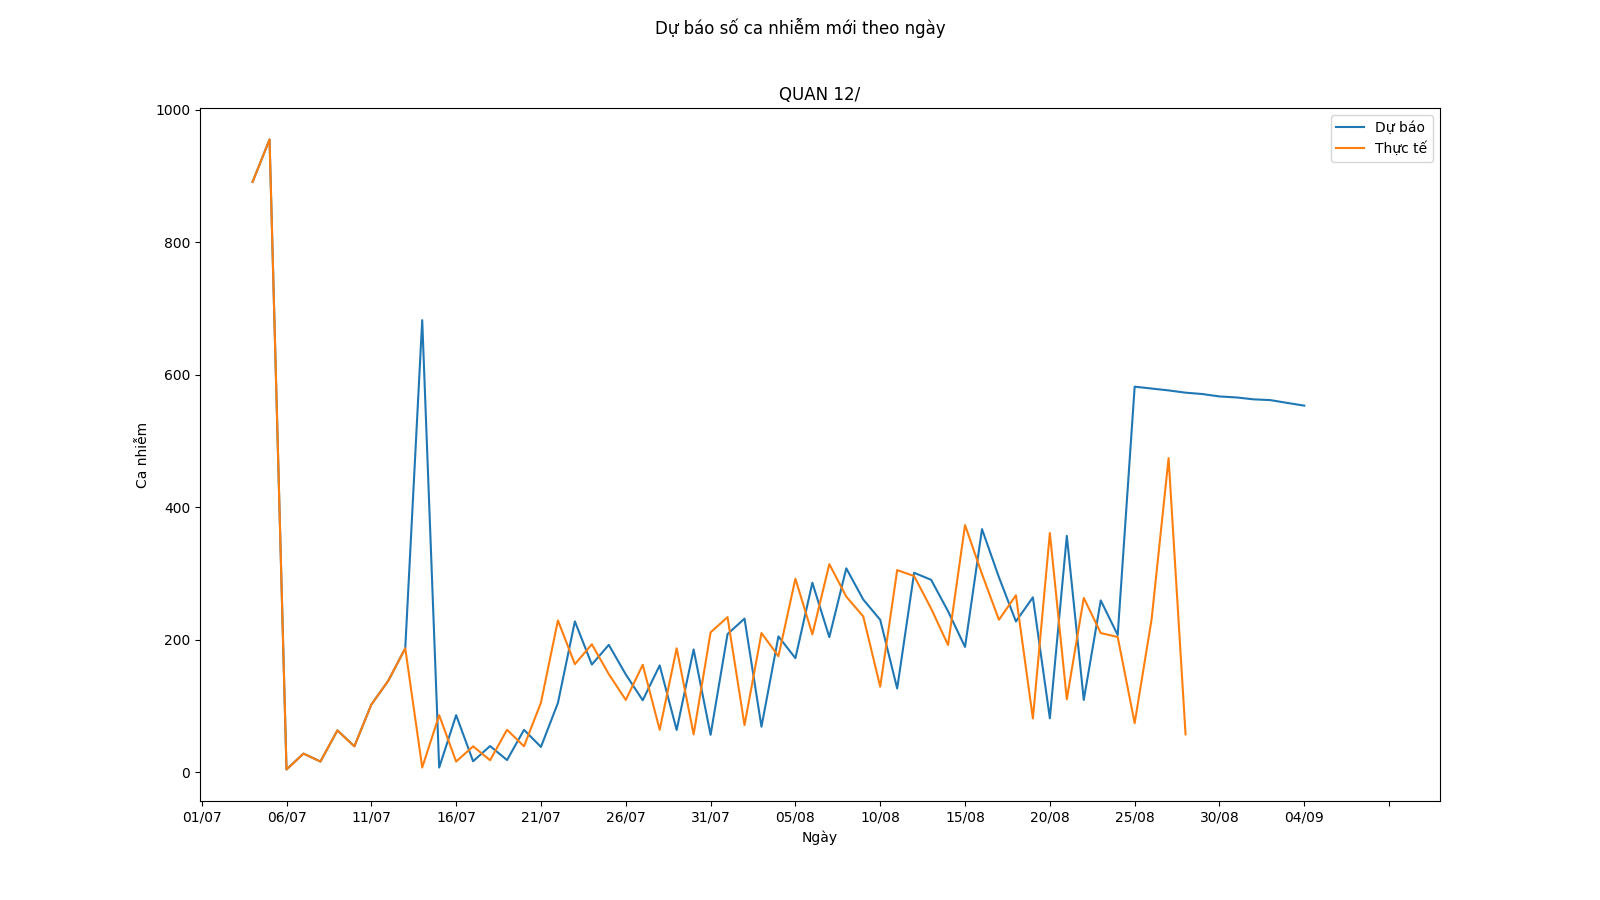 Dự báo số ca nhiễm mới theo ngày
QUAN 12/
1000
800
600
400
200
0
Ca nhiễm
Dự báo
Thực tế
01/07 06/07 11/07 16/07 21/07 26/07 31/07 05/08 10/08 15/08 20/08 25/08 30/08 04/09
Ngày